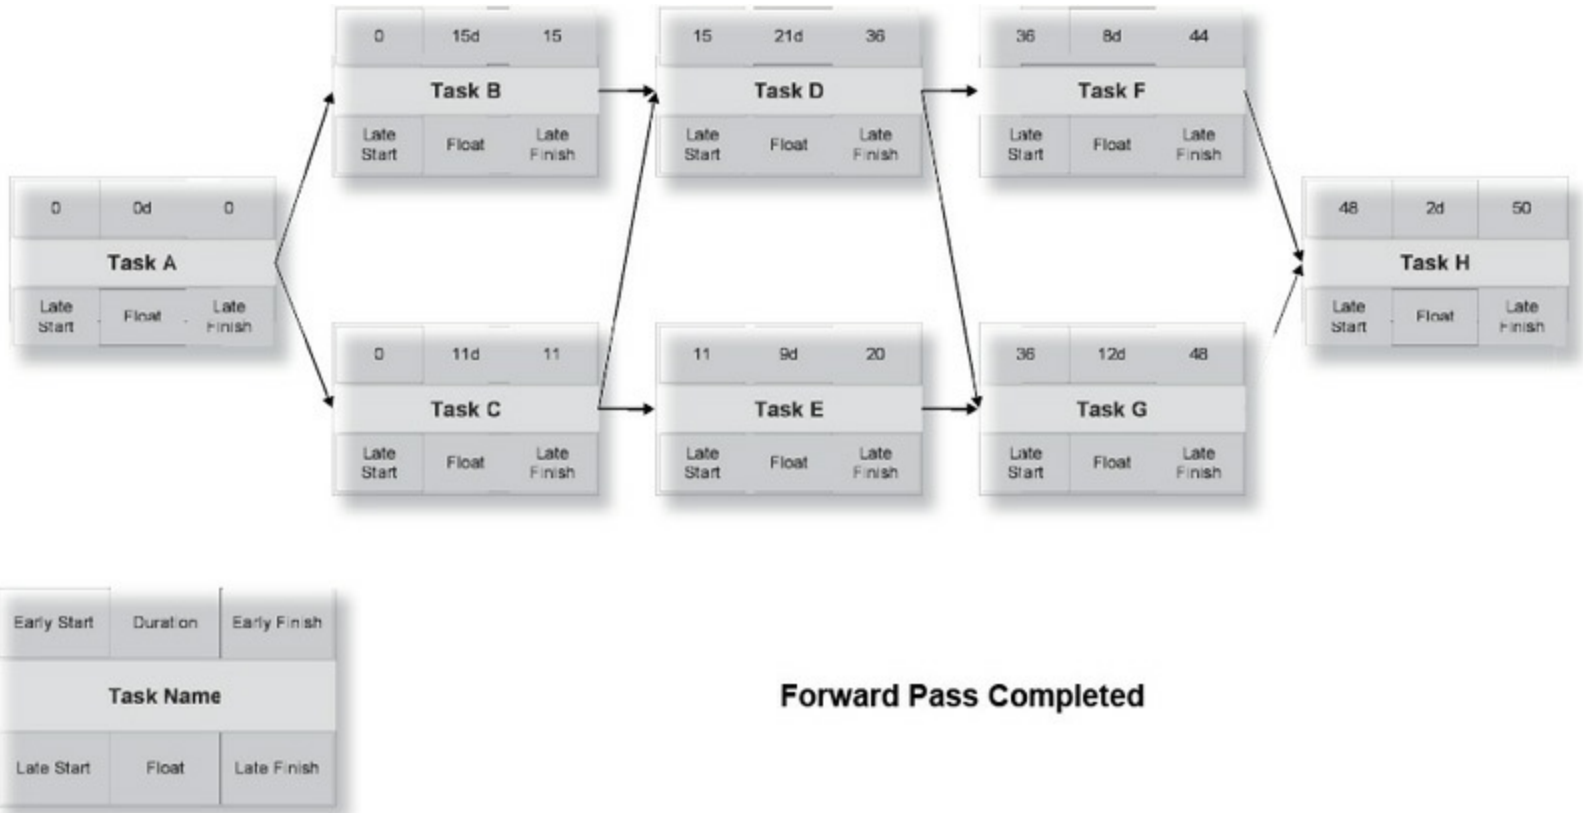 0 15d 15
Task B
Late Start Float Late Finish
15 21d 36
Task D
Late Start Float Late Finish
36 8d 44
Task F
Late Start Float Late Finish
0 0d 0
Task A
Late Start Float Late Finish
48 2d 50
Task H
Late Start Float Late Finish
0 11d 11
Task C
Late Start Float Late Finish
11 9d 20
Task E
Late Start Float Late Finish
36 12d 48
Task G
Late Start Float Late Finish
Early Start Duration Early Finish
Task Name
Late Start Float Late Finish
Forward Pass Completed